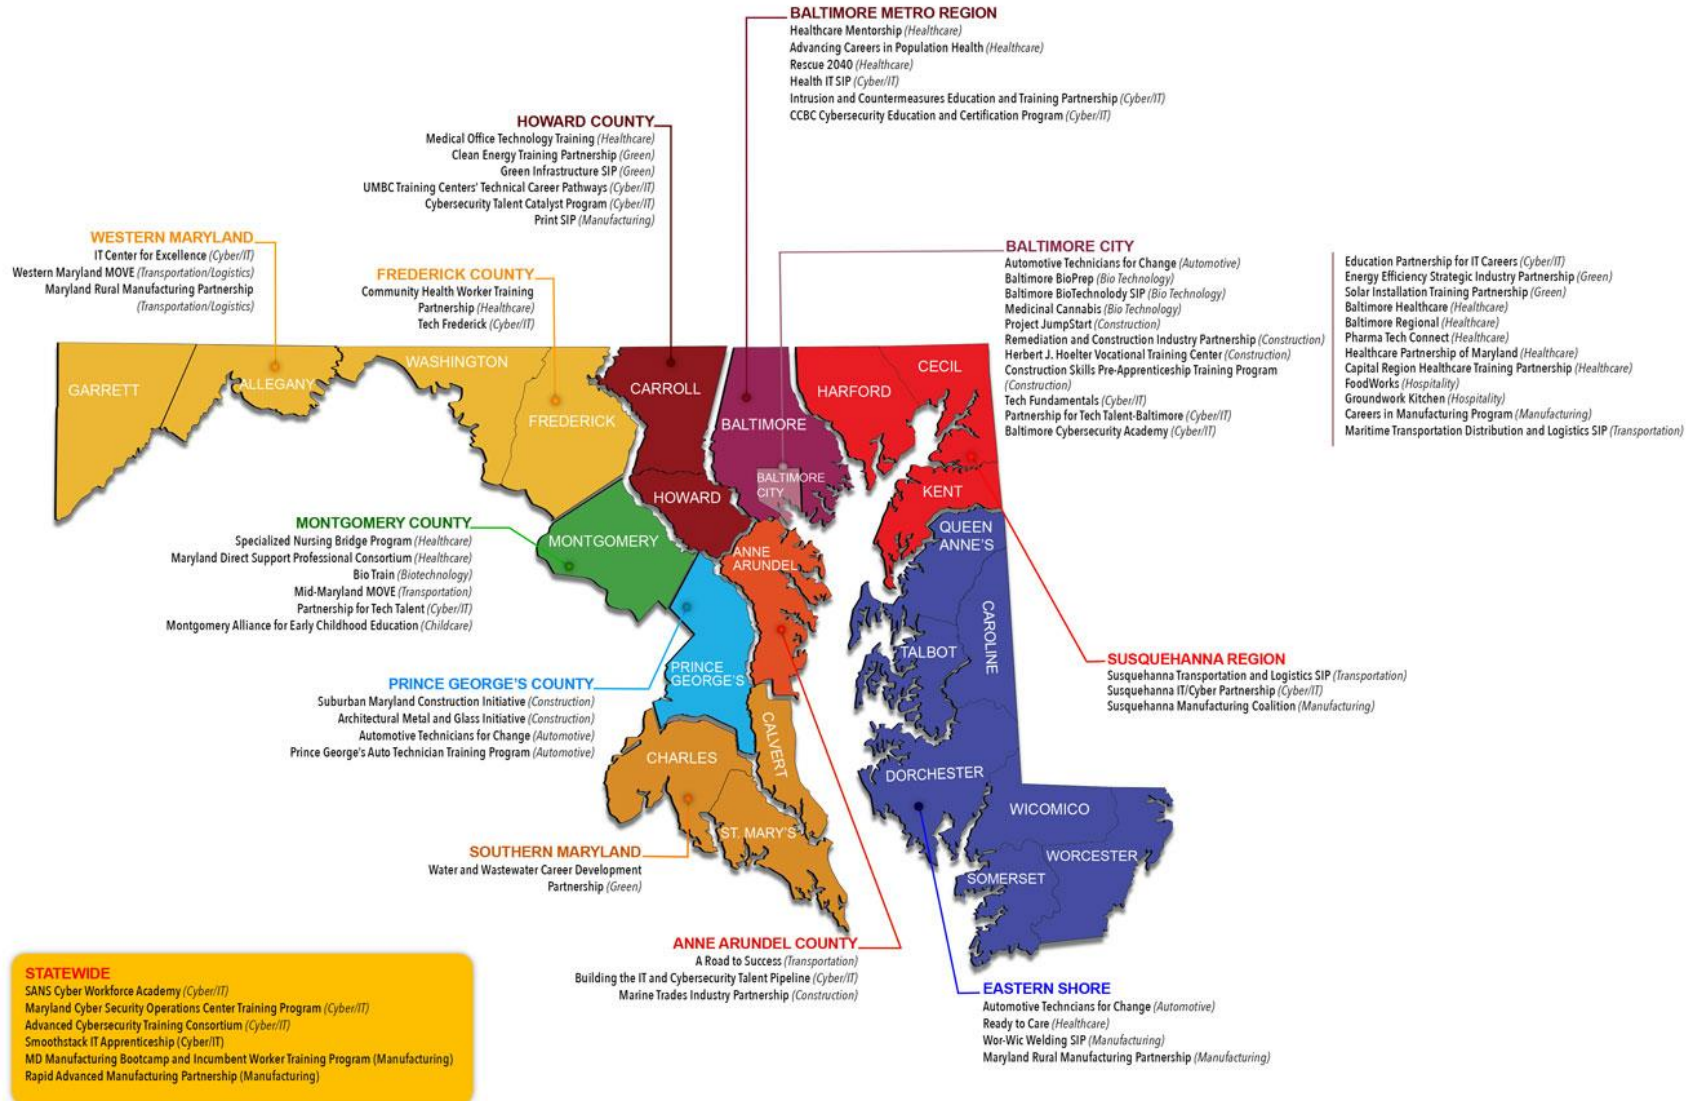 BALTIMORE METRO REGION
Healthcare Mentorship (Healthcare)
Advancing Careers in Population Health (Healthcare)
Rescue 2040 (Healthcare)
Health IT SIP (Cyber/IT)
Intrusion and Countermeasures Education and Training Partnership (Cyber/IT)
CCBC Cybersecurity Education and Certification Program (Cyber/IT)
HOWARD COUNTY
Medical Office Technology Training (Healthcare)
Clean Energy Training Partnership (Green)
Green Infrastructure SIP (Green)
UMBC Training Centers' Technical Career Pathways (Cyber/IT)
Cybersecurity Talent Catalyst Program (Cyber/IT)
Print SIP (Manufacturing)
WESTERN MARYLAND
IT Center for Excellence (Cyber/IT)
Western Maryland MOVE (Transportation/Logistics)
Maryland Rural Manufacturing Partnership
(Transportation/Logistics)
FREDERICK COUNTY
Community Health Worker Training
Partnership (Healthcare)
Tech Frederick (Cyber/IT)
BALTIMORE CITY
Automotive Technicians for Change (Automotive)
Baltimore BioPrep (Bio Technology)
Baltimore BioTechnolody SIP (Bio Technology)
Medicinal Cannabis (Bio Technology)
Project JumpStart (Construction)
Remediation and Construction Industry Partnership (Construction)
Herbert J. Hoelter Vocational Training Center (Construction)
Construction Skills Pre-Apprenticeship Training Program
(Construction)
Tech Fundamentals (Cyber/IT)
Partnership for Tech Talent-Baltimore (Cyber/IT)
Baltimore Cybersecurity Academy (Cyber/IT)
Education Partnership for IT Careers (Cyber/IT)
Energy Efficiency Strategic Industry Partnership (Green)
Solar Installation Training Partnership (Green)
Baltimore Healthcare (Healthcare)
Baltimore Regional (Healthcare)
Pharma Tech Connect (Healthcare)
Healthcare Partnership of Maryland (Healthcare)
Capital Region Healthcare Training Partnership (Healthcare)
FoodWorks (Hospitality)
Groundwork Kitchen (Hospitality)
Careers in Manufacturing Program (Manufacturing)
Maritime Transportation Distribution and Logistics SIP (Transportation)
GARRETT
ALLEGANY
WASHINGTON
FREDERICK
CARROLL
BALTIMORE
HARFORD
CECIL
HOWARD
BALTIMORE
CITY
KENT
MONTGOMERY
ANNE
ARUNDEL
QUEEN
ANNE'S
CAROLINE
TALBOT
PRINCE
GEORGE'S
CALVERT
CHARLES
ST. MARY'S
DORCHESTER
WICOMICO
WORCESTER
SOMERSET
MONTGOMERY COUNTY
Specialized Nursing Bridge Program (Healthcare)
Maryland Direct Support Professional Consortium (Healthcare)
Bio Train (Biotechnology)
Mid-Maryland MOVE (Transportation)
Partnership for Tech Talent (Cyber/IT)
Montgomery Alliance for Early Childhood Education (Childcare)
PRINCE GEORGE'S COUNTY
Suburban Maryland Construction Initiative (Construction)
Architectural Metal and Glass Initiative (Construction)
Automotive Technicians for Change (Automotive)
Prince George's Auto Technician Training Program (Automotive)
SUSQUEHANNA REGION
Susquehanna Transportation and Logistics SIP (Transportation)
Susquehanna IT/Cyber Partnership (Cyber/IT)
Susquehanna Manufacturing Coalition (Manufacturing)
SOUTHERN MARYLAND
Water and Wastewater Career Development
Partnership (Green)
ANNE ARUNDEL COUNTY
A Road to Success (Transportation)
Building the IT and Cybersecurity Talent Pipeline (Cyber/IT)
Marine Trades Industry Partnership (Construction)
EASTERN SHORE
Automotive Techncians for Change (Automotive)
Ready to Care (Healthcare)
Wor-Wic Welding SIP (Manufacturing)
Maryland Rural Manufacturing Partnership (Manufacturing)
STATEWIDE
SANS Cyber Workforce Academy (Cyber/IT)
Maryland Cyber Security Operations Center Training Program (Cyber/IT)
Advanced Cybersecurity Training Consortium (Cyber/IT)
Smoothstack IT Apprenticeship (Cyber/IT)
MD Manufacturing Bootcamp and Incumbent Worker Training Program (Manufacturing)
Rapid Advanced Manufacturing Partnership (Manufacturing)